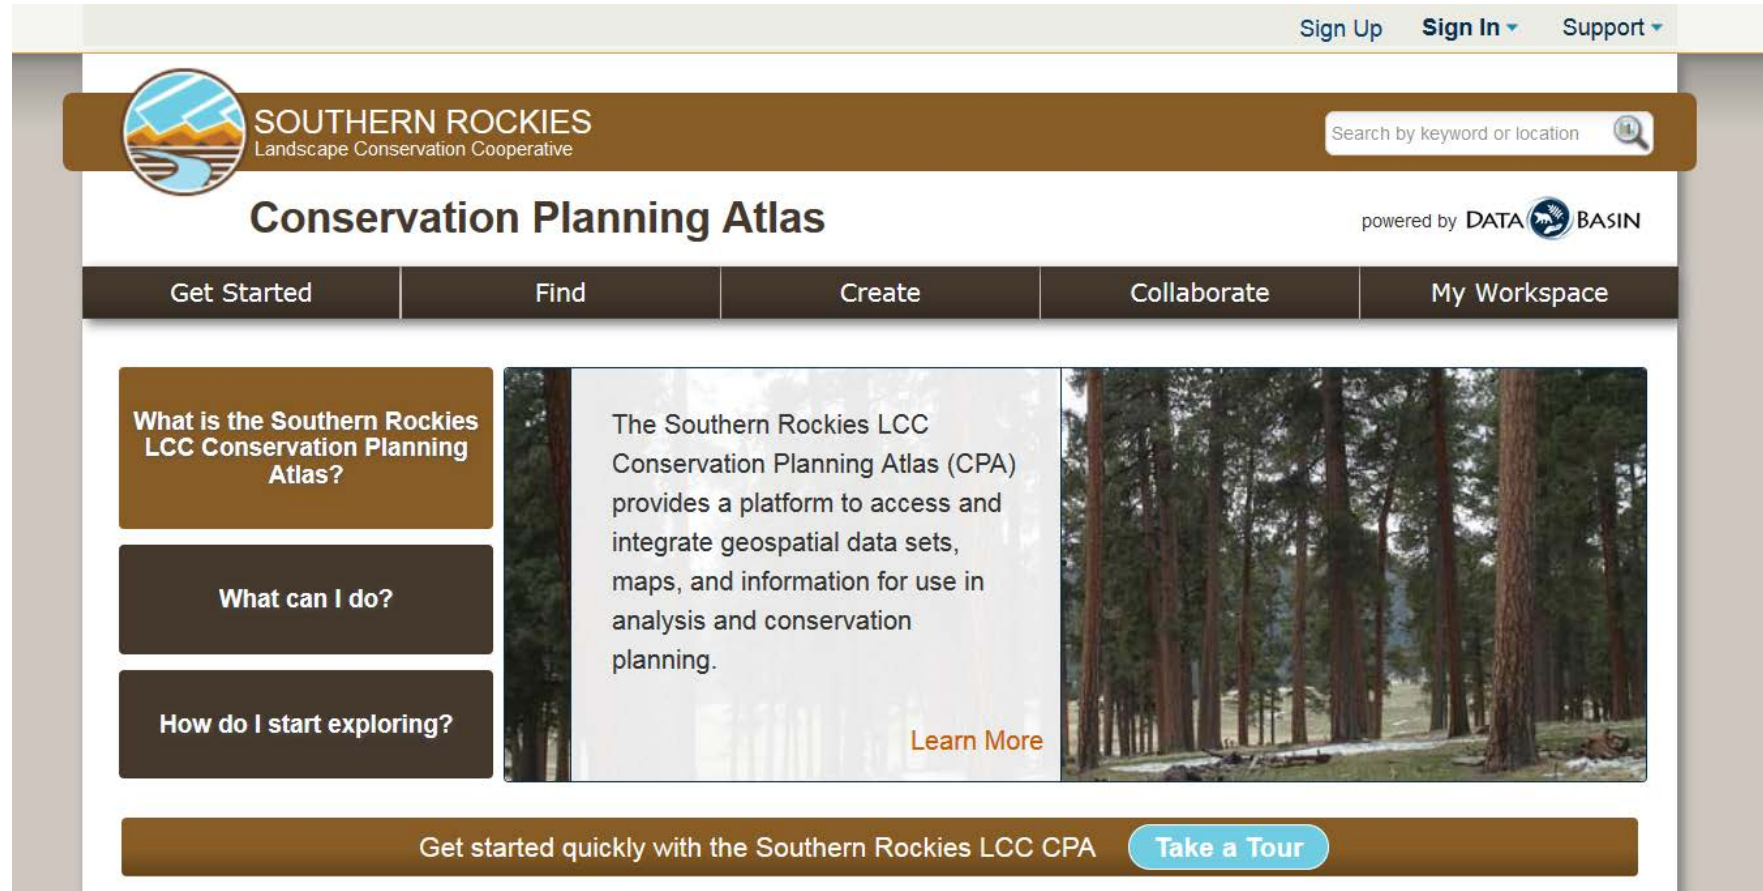 Sign Up Sign In Support
SOUTHERN ROCKIES
Landscape Conservation Cooperative
Search by keyword or location
Conservation Planning Atlas
powered by DATA BASIN
Get Started Find Create Collaborate My Workspace
What is the Southern Rockies
LCC Conservation Planning
Atlas?
What can I do?
How do I start exploring?
The Southern Rockies LCC
Conservation Planning Atlas (CPA)
provides a platform to access and
integrate geospatial data sets,
maps, and information for use in
analysis and conservation
planning.
Learn More
Get started quickly with the Southern Rockies LCC CPA Take a Tour